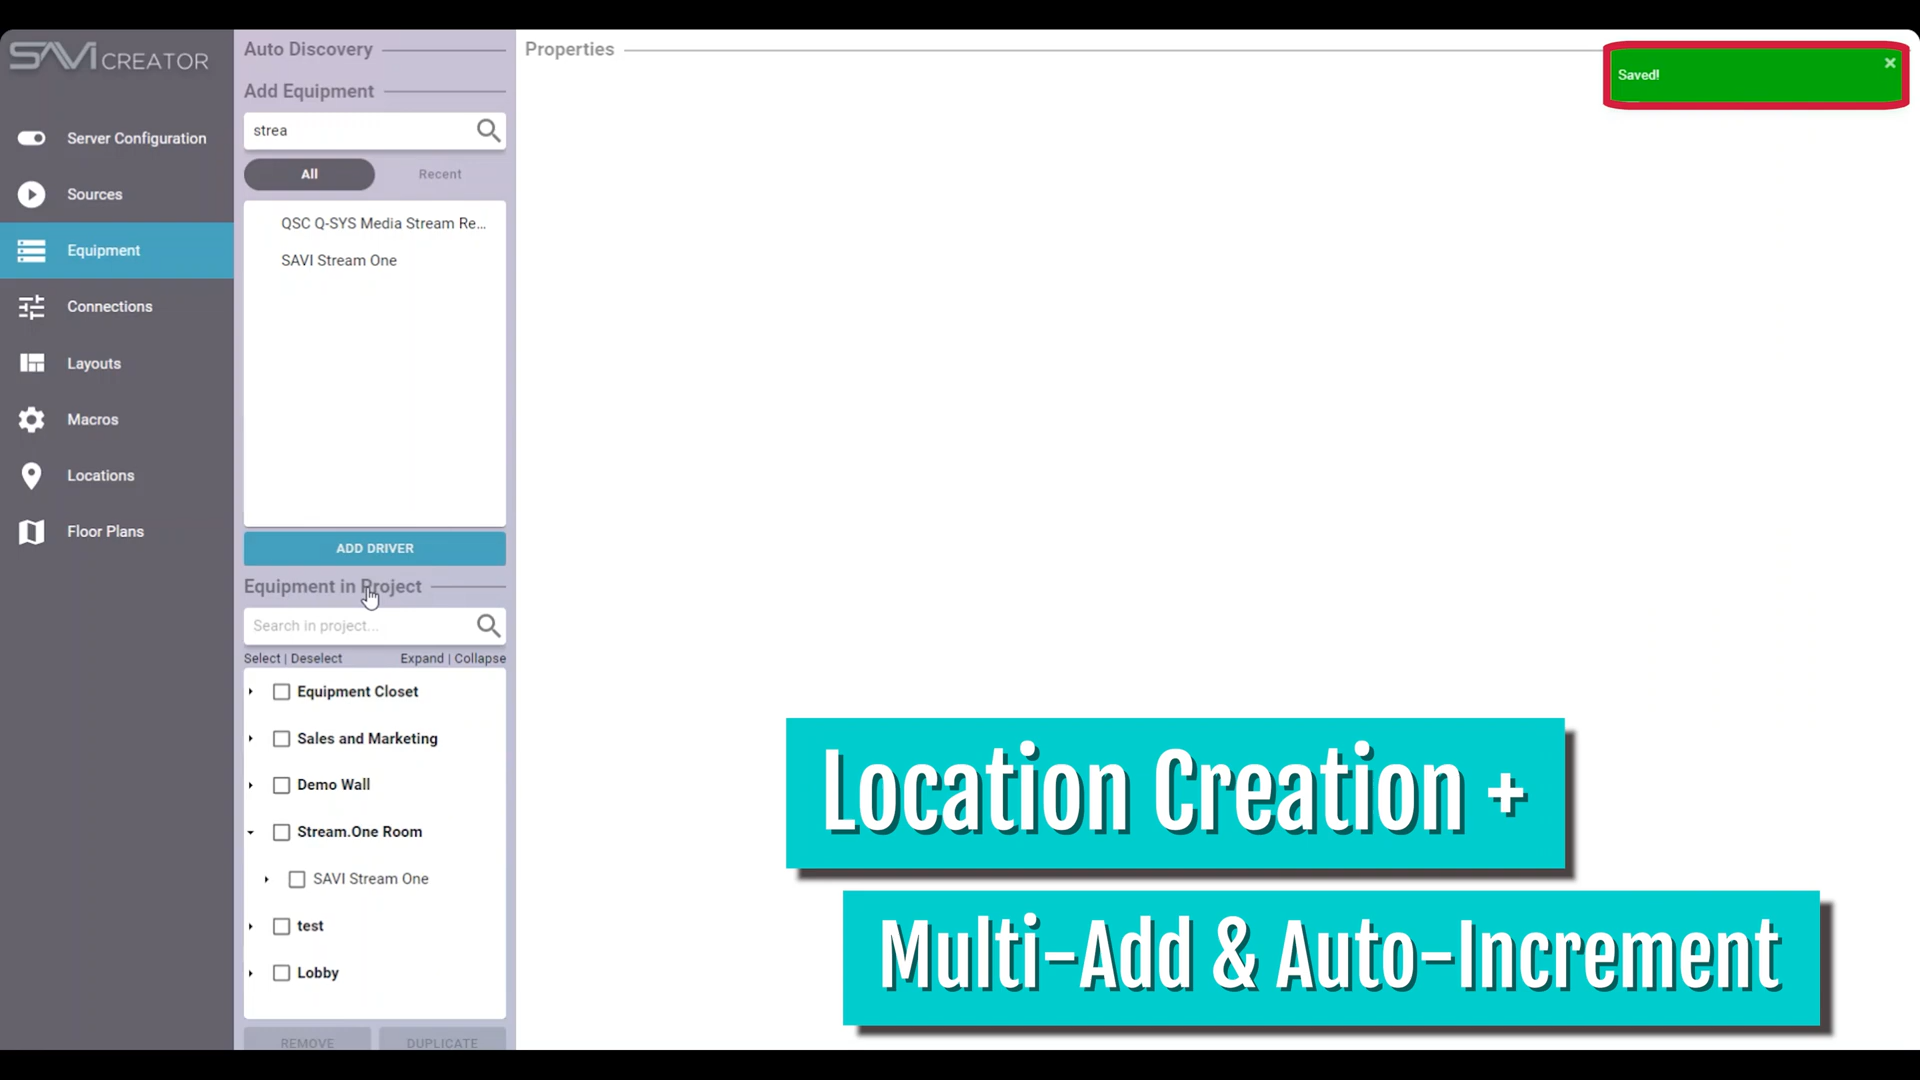 SAVI CREATOR
Server Configuration
Sources
Equipment
Connections
Layouts
Macros
Locations
Floor Plans
Auto Discovery
Add Equipment
strea
All
Recent
QSC Q-SYS Media Stream Re...
SAVI Stream One
ADD DRIVER
Equipment in Project
Search in project...
Select | Deselect
Expand | Collapse
Equipment Closet
Sales and Marketing
Demo Wall
Stream.One Room
SAVI Stream One
test
Lobby
REMOVE
DUPLICATE
Properties
Saved!
Location Creation +
Multi-Add & Auto-Increment